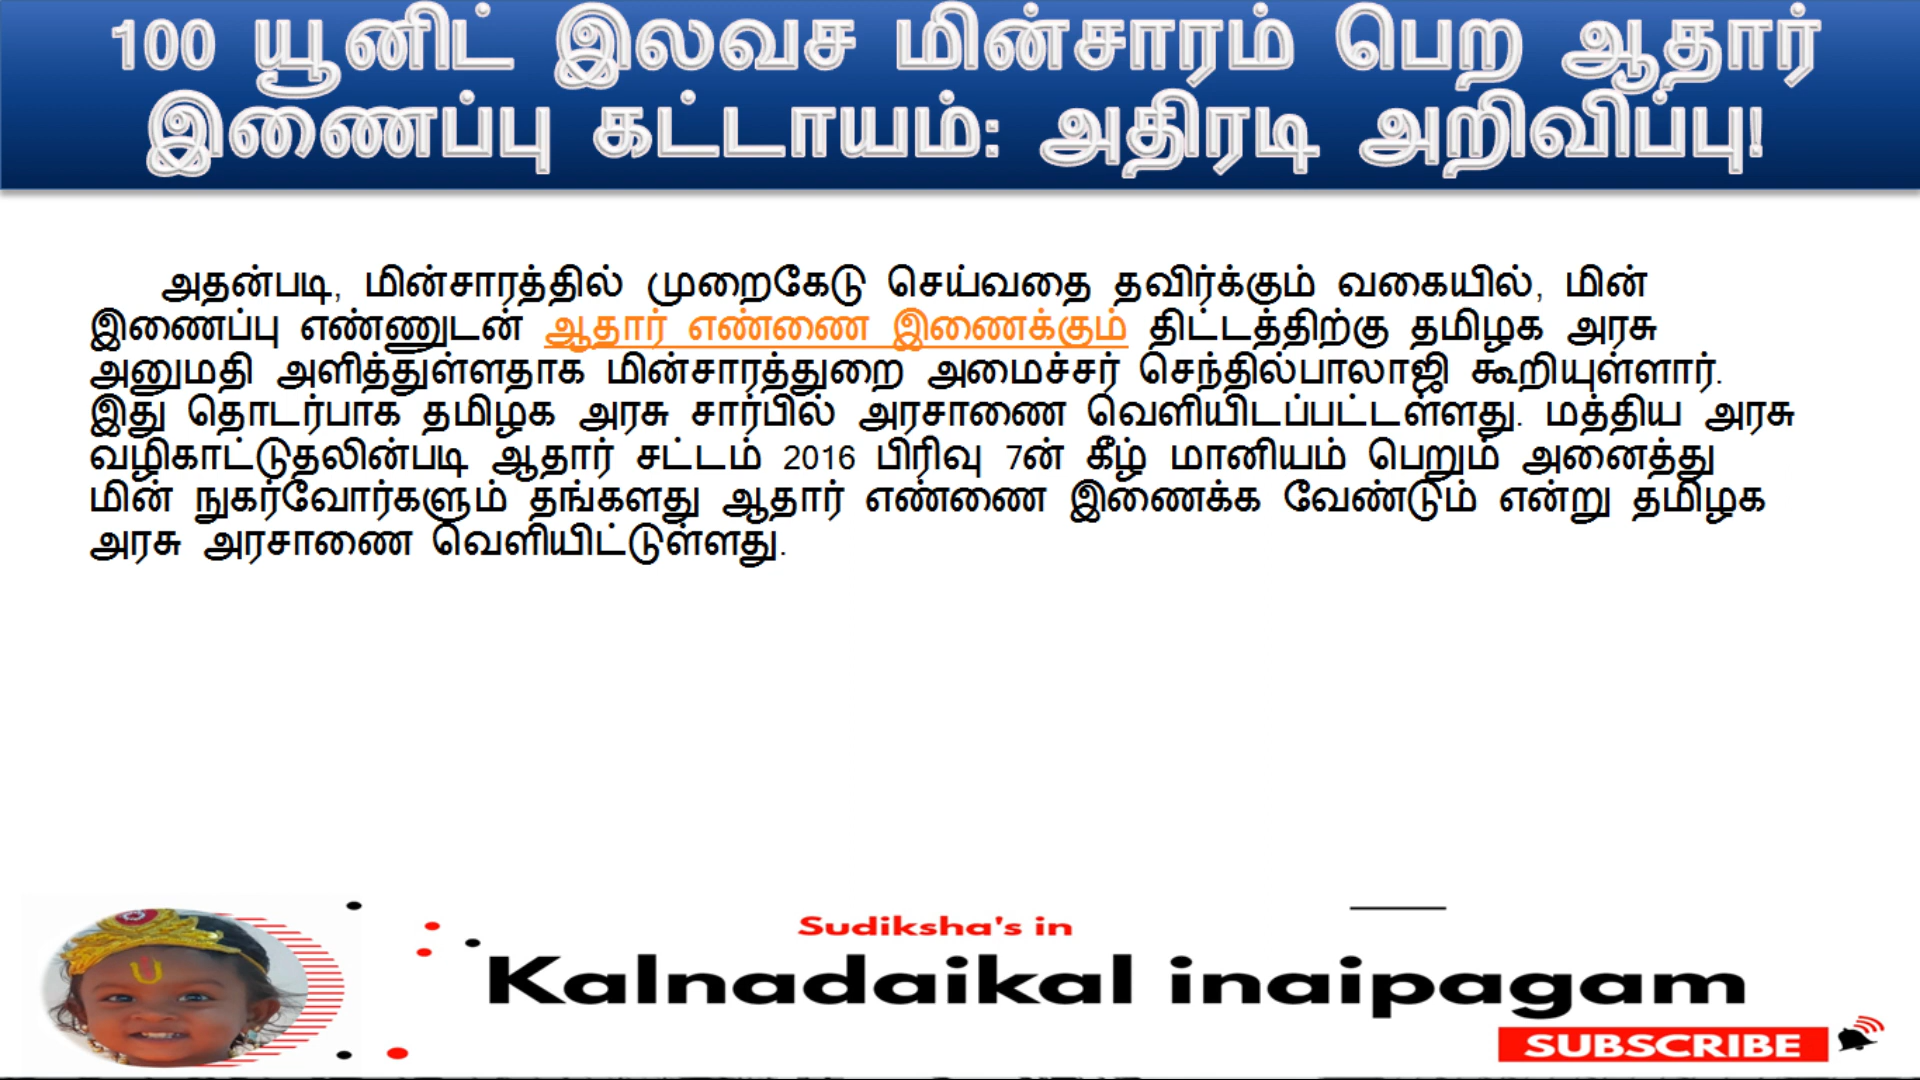 100 யூனிட் இலவச மின்சாரம் பெற ஆதார்
இணைப்பு கட்டாயம்: அதிரடி அறிவிப்பு!
அதன்படி, மின்சாரத்தில் முறைகேடு செய்வதை தவிர்க்கும் வகையில், மின்
இணைப்பு எண்ணுடன் ஆதார் எண்ணை இணைக்கும் திட்டத்திற்கு தமிழக அரசு
அனுமதி அளித்துள்ளதாக மின்சாரத்துறை அமைச்சர் செந்தில்பாலாஜி கூறியுள்ளார்.
இது தொடர்பாக தமிழக அரசு சார்பில் அரசாணை வெளியிடப்பட்டள்ளது. மத்திய அரசு
வழிகாட்டுதலின்படி ஆதார் சட்டம் 2016 பிரிவு 7ன் கீழ் மானியம் பெறும் அனைத்து
மின் நுகர்வோர்களும் தங்களது ஆதார் எண்ணை இணைக்க வேண்டும் என்று தமிழக
அரசு அரசாணை வெளியிட்டுள்ளது.
Sudiksha's in
Kalnadaikal inaipagam
SUBSCRIBE